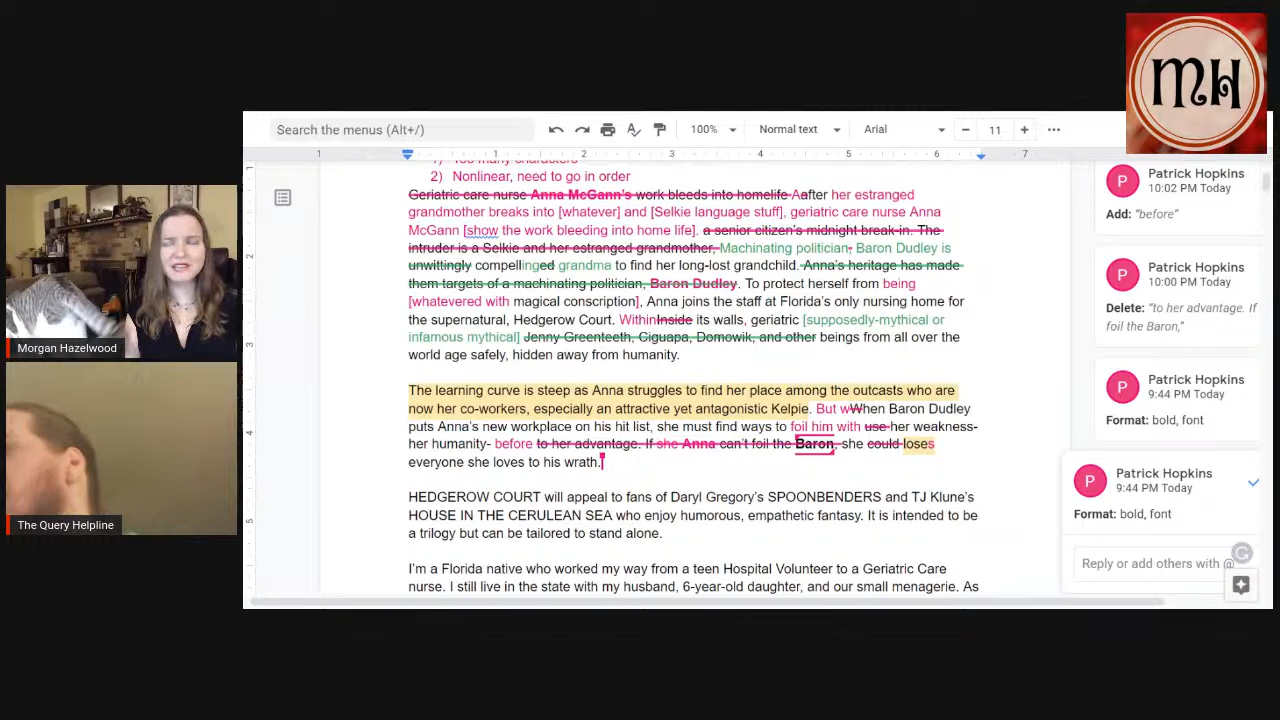 MH
Search the menus (Alt+/)
100%
Normal text
Arial
11
1 1 2 3 4 5 6 7
1) Too many characters
2) Nonlinear, need to go in order
Geriatric care nurse Anna McGann's work bleeds into homelife Aafter her estranged
grandmother breaks into [whatever] and [Selkie language stuff], geriatric care nurse Anna
McGann [show the work bleeding into home life]. a senior citizen's midnight break-in. The
intruder is a Selkie and her estranged grandmother. Machinating politician, Baron Dudley is
unwittingly compellinged grandma to find her long-lost grandchild. Anna's heritage has made
them targets of a machinating politician, Baron Dudley. To protect herself from being
[whatevered with magical conscription], Anna joins the staff at Florida's only nursing home for
the supernatural, Hedgerow Court. WithinInside its walls, geriatric [supposedly-mythical or
infamous mythical] Jenny Greenteeth, Ciguapa, Domowik, and other beings from all over the
world age safely, hidden away from humanity.
The learning curve is steep as Anna struggles to find her place among the outcasts who are
now her co-workers, especially an attractive yet antagonistic Kelpie. But wWhen Baron Dudley
puts Anna's new workplace on his hit list, she must find ways to foil him with use her weakness-
her humanity- before to her advantage. If she Anna can't foil the Baron, she could loses
everyone she loves to his wrath.
HEDGEROW COURT will appeal to fans of Daryl Gregory's SPOONBENDERS and TJ Klune's
HOUSE IN THE CERULEAN SEA who enjoy humorous, empathetic fantasy. It is intended to be
a trilogy but can be tailored to stand alone.
I'm a Florida native who worked my way from a teen Hospital Volunteer to a Geriatric Care
nurse. I still live in the state with my husband, 6-year-old daughter, and our small menagerie. As
P
Patrick Hopkins
10:02 PM Today
Add: "before"
P
Patrick Hopkins
10:00 PM Today
Delete: "to her advantage. If
foil the Baron,"
P
Patrick Hopkins
9:44 PM Today
Format: bold, font
P
Patrick Hopkins
9:44 PM Today
Format: bold, font
Reply or add others with @
Morgan Hazelwood
The Query Helpline